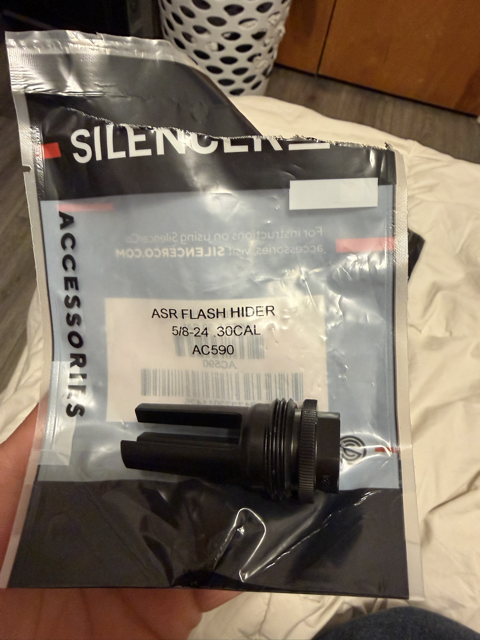 SILENCER
ACCESSORIES
For instructions on using SilencerCo
accessories, visit SILENCERCO.COM
ASR FLASH HIDER
5/8-24 .30CAL
AC590
AC590